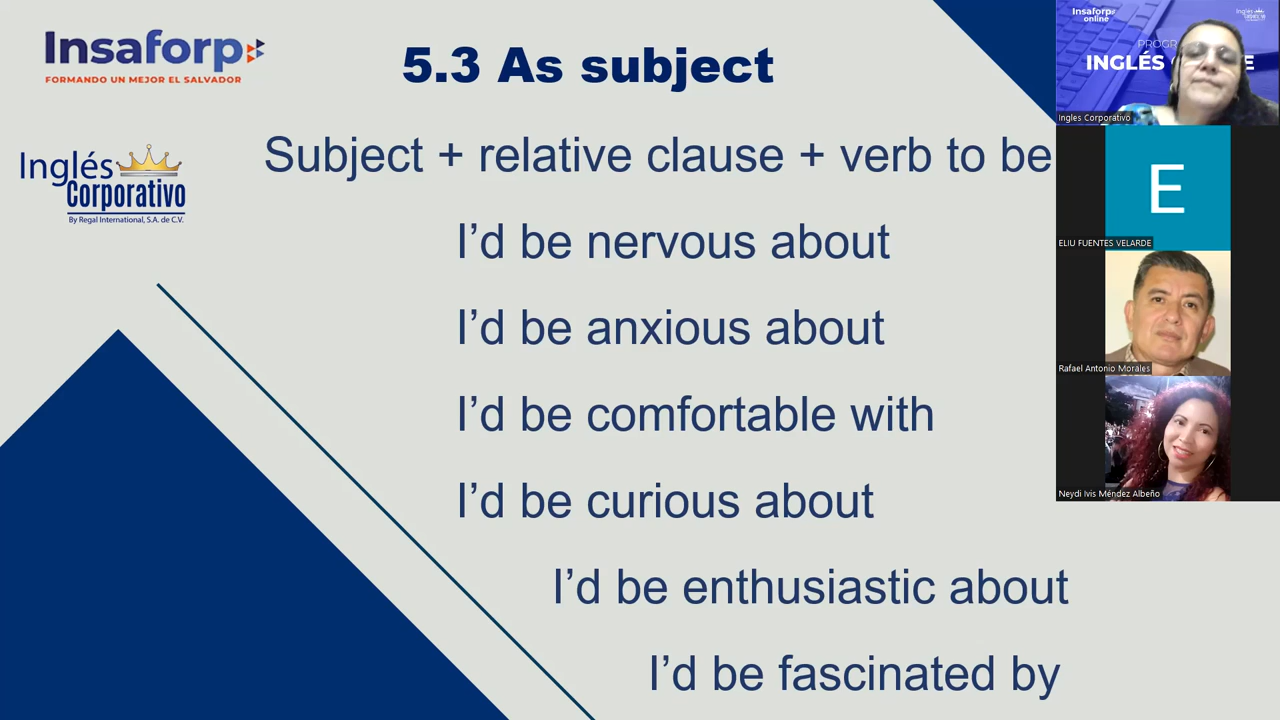 Insaforp
FORMANDO UN MEJOR EL SALVADOR
Inglés
Corporativo
By Regal International, S.A. de C.V.
5.3 As subject
Subject + relative clause + verb to be
I’d be nervous about
I’d be anxious about
I’d be comfortable with
I’d be curious about
I’d be enthusiastic about
I’d be fascinated by
Insaforp
online
Inglés
INGLÉS
E
Ingles Corporativo
E
ELIU FUENTES VELARDE
Rafael Antonio Morales
Neydi Ivis Méndez Albeño